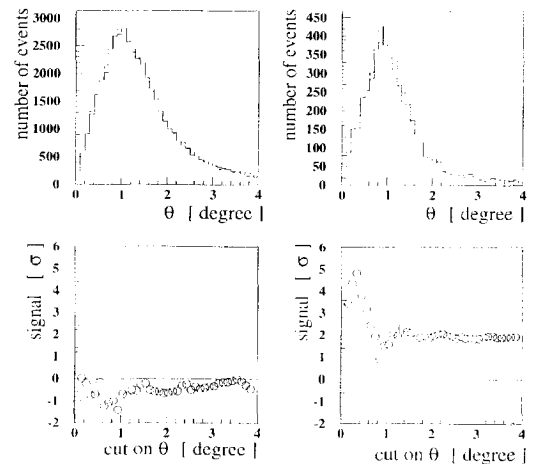 number of events
3000
2500
2000
1500
1000
500
0
0 1 2 3 4
θ [ degree ]
number of events
450
400
350
300
250
200
150
100
50
0
0 1 2 3 4
θ [ degree ]
signal [ σ ]
6
5
4
3
2
1
0
-1
-2
0 1 2 3 4
cut on θ [ degree ]
signal [ σ ]
6
5
4
3
2
1
0
-1
-2
0 1 2 3 4
cut on θ [ degree ]